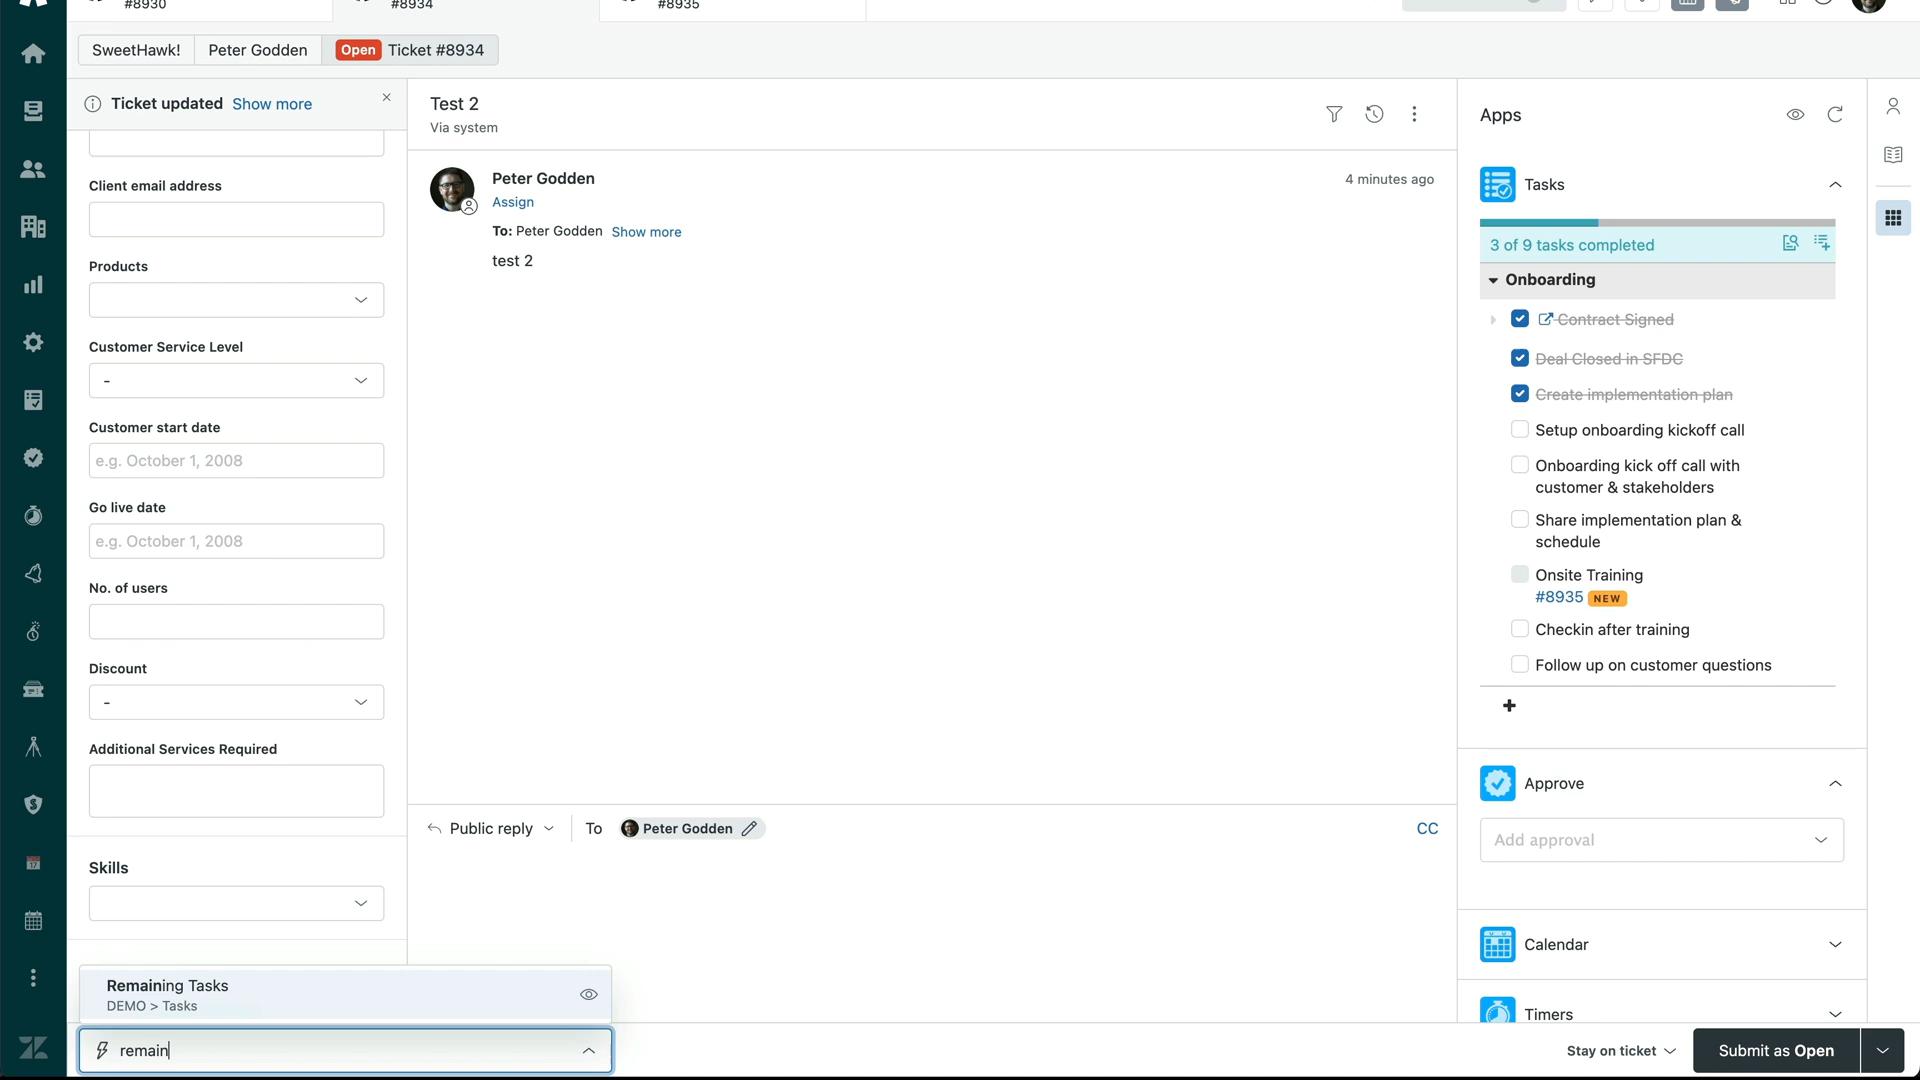 #8930
#8934
#8935
SweetHawk!
Peter Godden
Open Ticket #8934
Ticket updated Show more
Client email address
Products
Customer Service Level
-
Customer start date
e.g. October 1, 2008
Go live date
e.g. October 1, 2008
No. of users
Discount
-
Additional Services Required
Skills
Remaining Tasks
DEMO > Tasks
remain
Test 2
Via system
Peter Godden
4 minutes ago
Assign
To: Peter Godden Show more
test 2
Public reply
To
Peter Godden
CC
Apps
Tasks
3 of 9 tasks completed
Onboarding
Contract Signed
Deal Closed in SFDC
Create implementation plan
Setup onboarding kickoff call
Onboarding kick off call with
customer & stakeholders
Share implementation plan &
schedule
Onsite Training
#8935 NEW
Checkin after training
Follow up on customer questions
Approve
Add approval
Calendar
Timers
Stay on ticket
Submit as Open
17